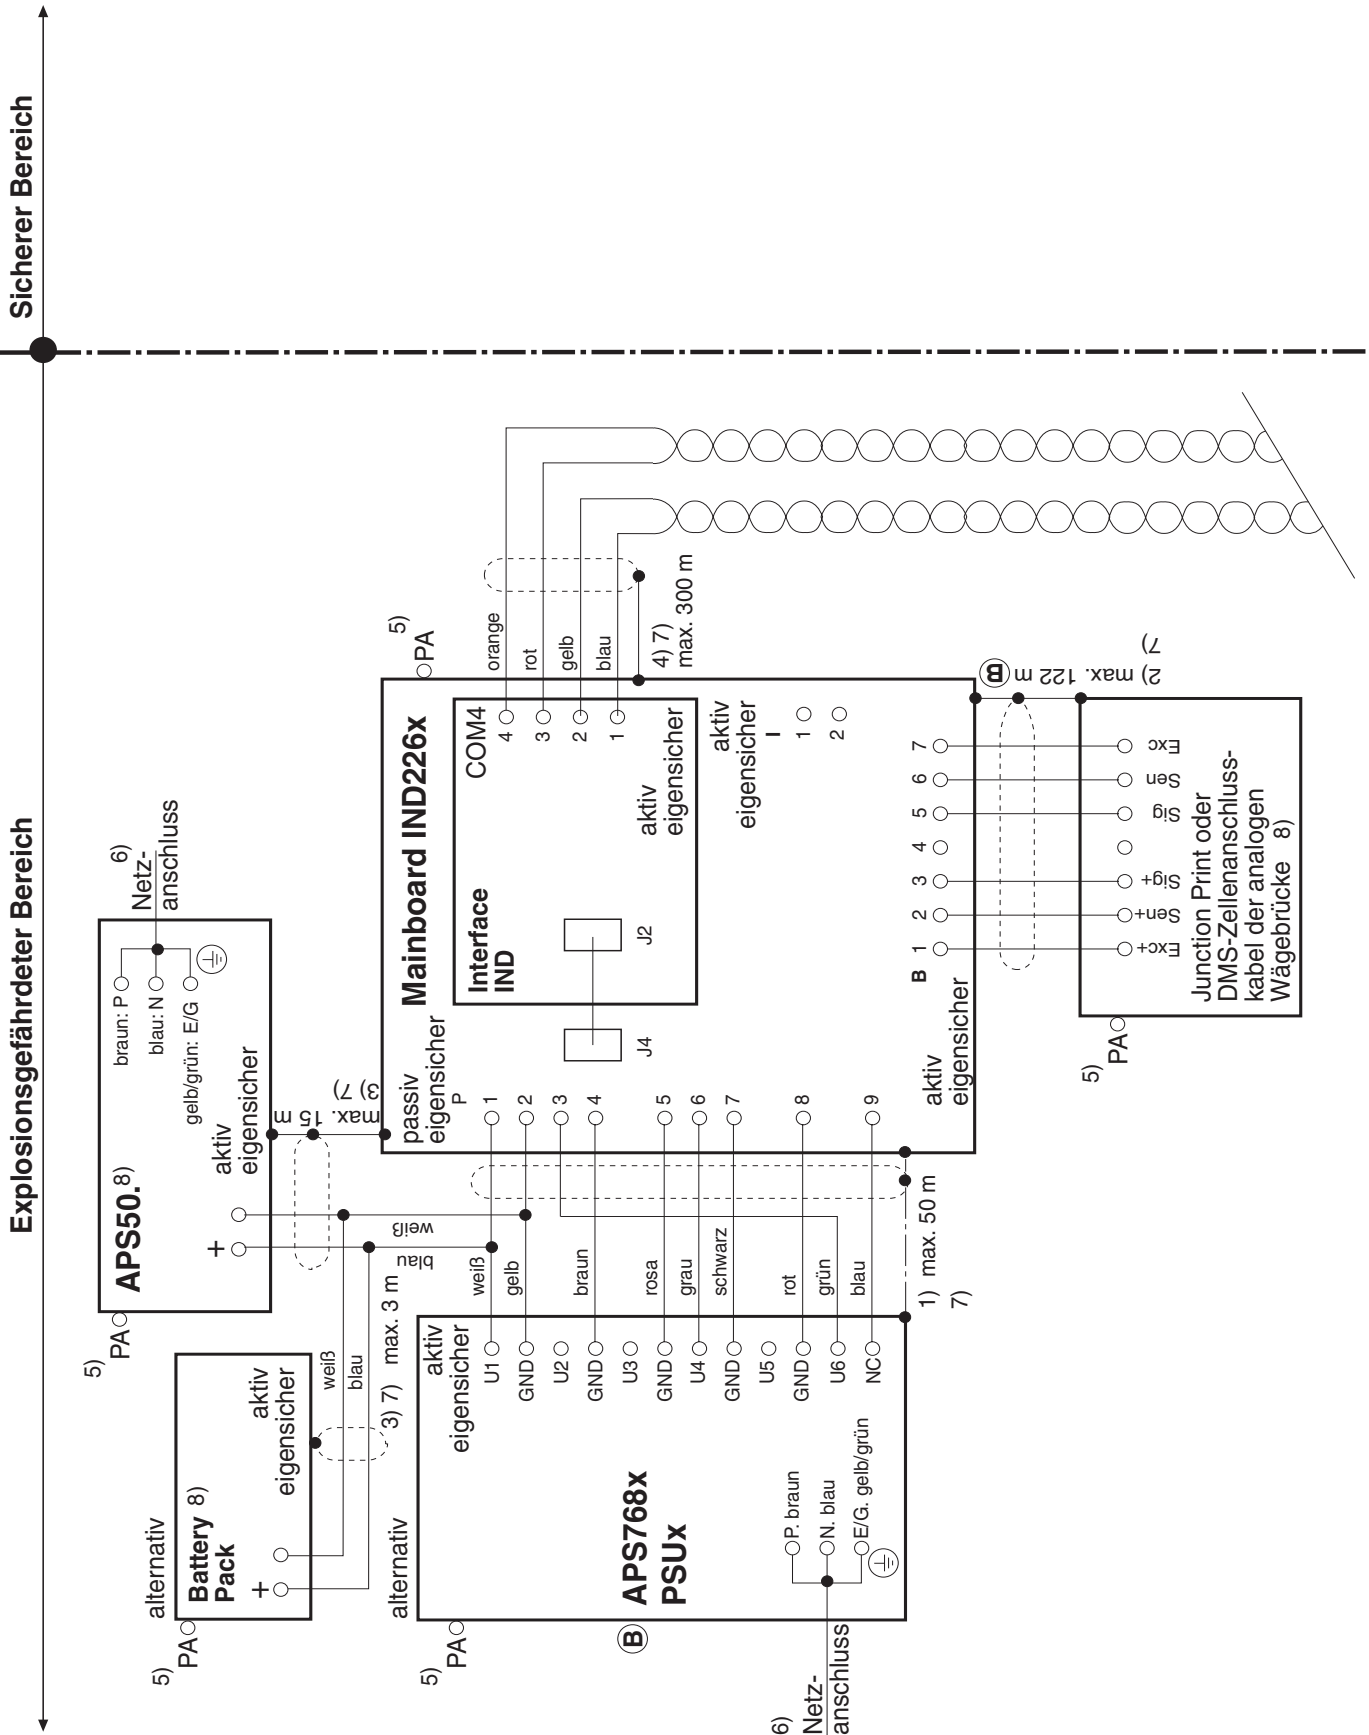 Explosionsgefährdeter Bereich
Sicherer Bereich
5)
PA
alternativ
Battery 8)
Pack
+
aktiv
eigensicher
weiß
blau
3) 7) max. 3 m
5)
PA
APS50. 8)
+
aktiv
eigensicher
braun: P
blau: N
gelb/grün: E/G
6)
Netz-
anschluss
weiß
blau
3) 7)
max. 15 m
5)
PA
alternativ
B
APS768x
PSUx
aktiv
eigensicher
U1
GND
U2
GND
U3
GND
U4
GND
U5
GND
U6
NC
P. braun
N. blau
E/G. gelb/grün
6)
Netz-
anschluss
weiß
gelb
braun
rosa
grau
schwarz
rot
grün
blau
1) max. 50 m
7)
5)
PA
Mainboard IND226x
passiv
eigensicher
P
1
2
3
4
5
6
7
8
9
J4
J2
Interface
IND
COM4
4
3
2
1
aktiv
eigensicher
orange
rot
gelb
blau
4) 7)
max. 300 m
aktiv
eigensicher
I
1
2
aktiv
eigensicher
B
1
2
3
4
5
6
7
B
2) max. 122 m
7)
5)
PA
Exc+
Sen+
Sig+
Sig
Sen
Exc
Junction Print oder
DMS-Zellenanschluss-
kabel der analogen
Wägebrücke 8)